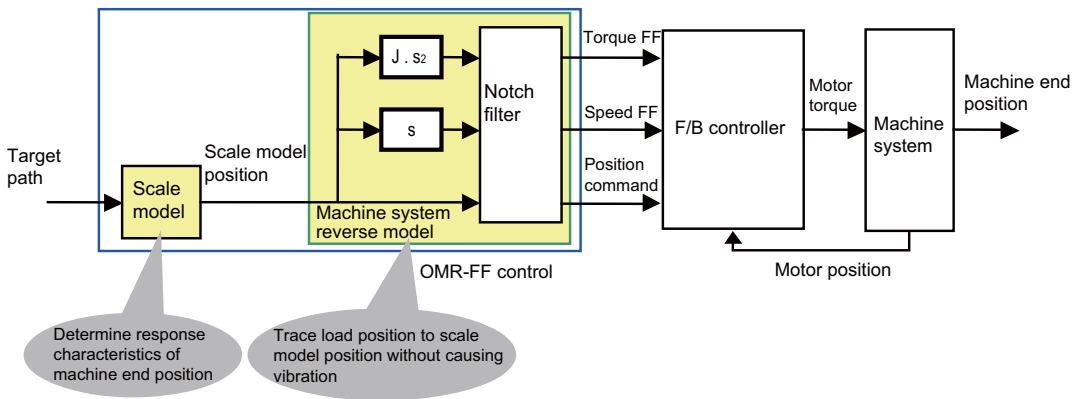 Target
path
Scale
model
Scale model
position
J . s2
s
Notch
filter
Machine system
reverse model
OMR-FF control
Torque FF
Speed FF
Position
command
F/B controller
Motor
torque
Machine
system
Machine end
position
Motor position
Determine response
characteristics of
machine end position
Trace load position to scale
model position without causing
vibration